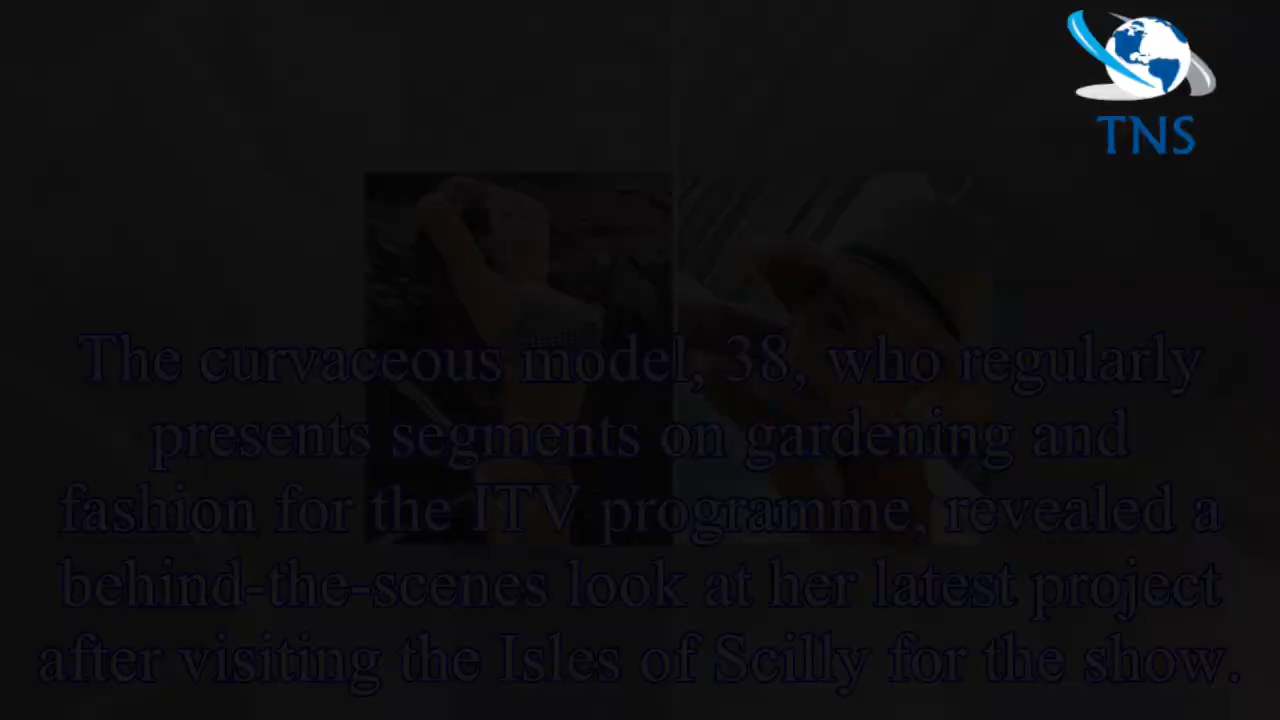 TNS
The curvaceous model, 38, who regularly
presents segments on gardening and
fashion for the ITV programme, revealed a
behind-the-scenes look at her latest project
after visiting the Isles of Scilly for the show.